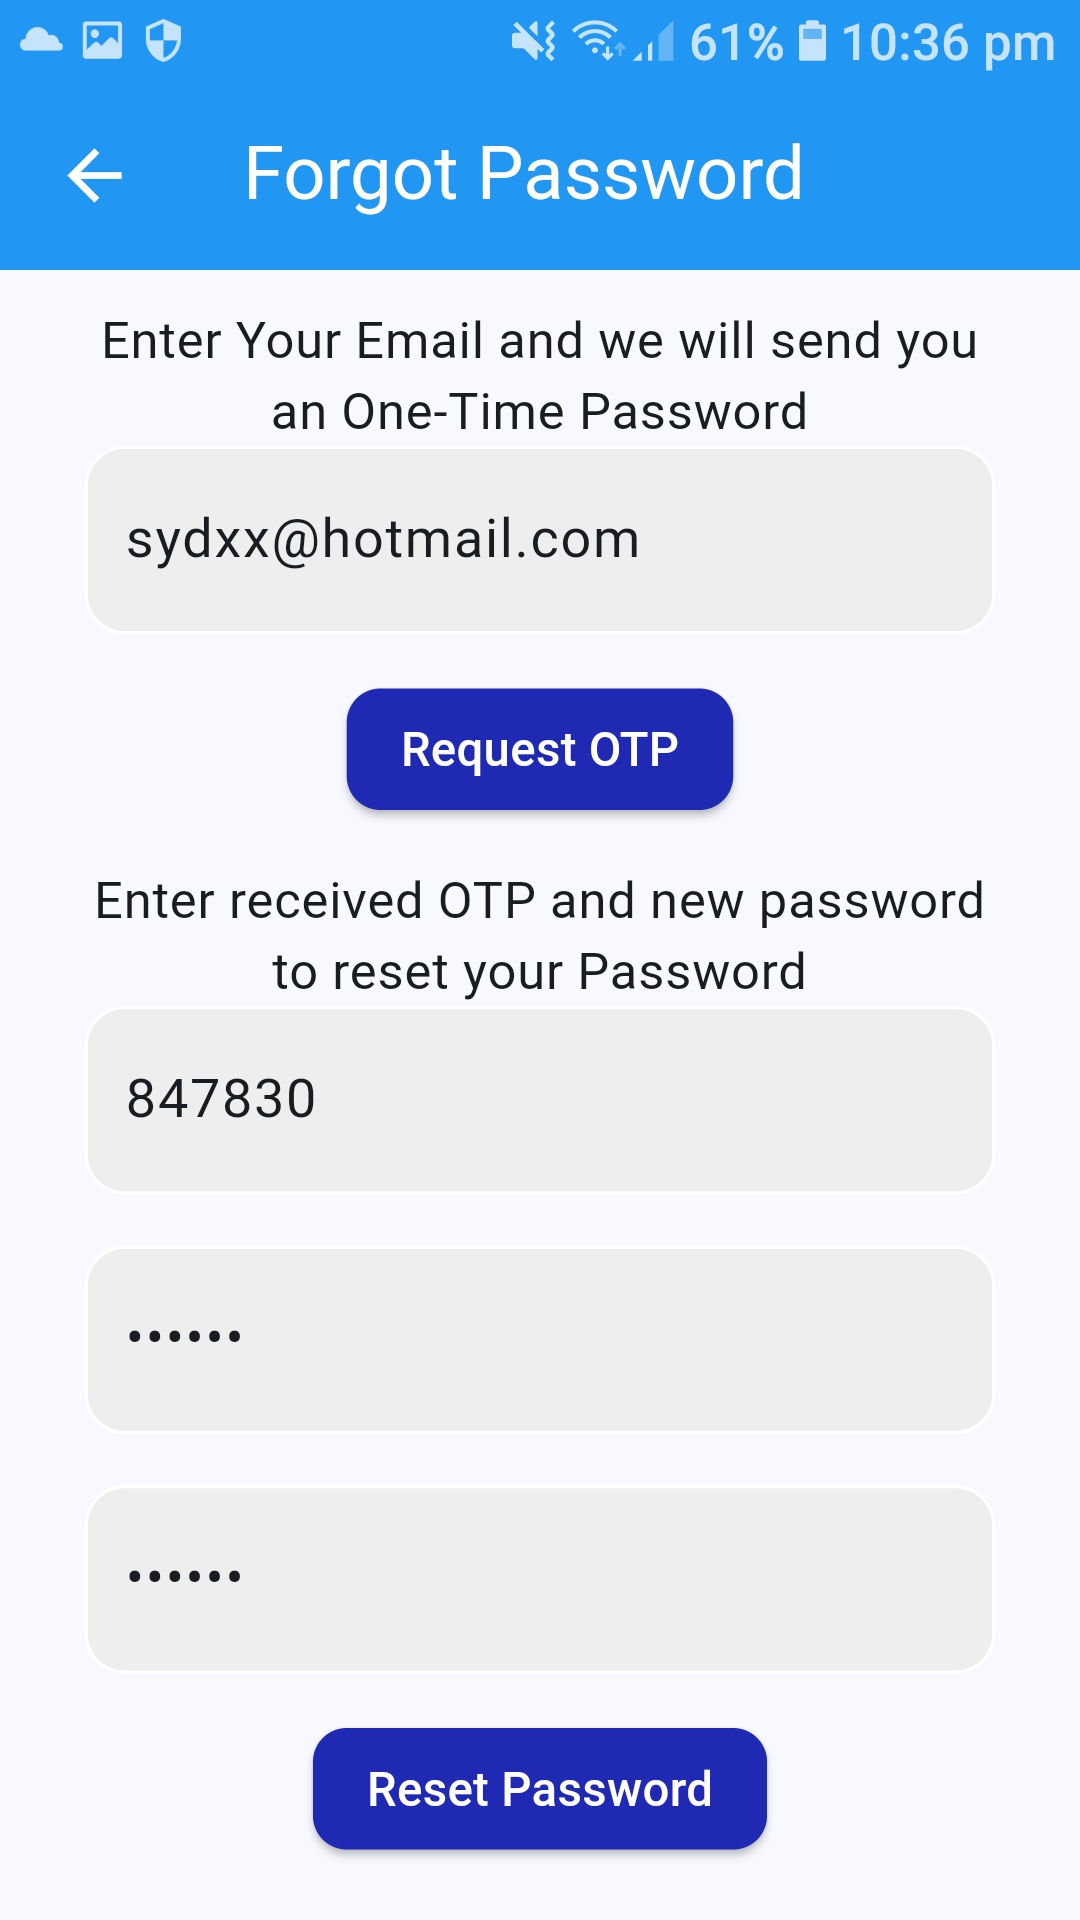 61% 10:36 pm
Forgot Password
Enter Your Email and we will send you
an One-Time Password
sydxx@hotmail.com
Request OTP
Enter received OTP and new password
to reset your Password
847830
••••••
••••••
Reset Password